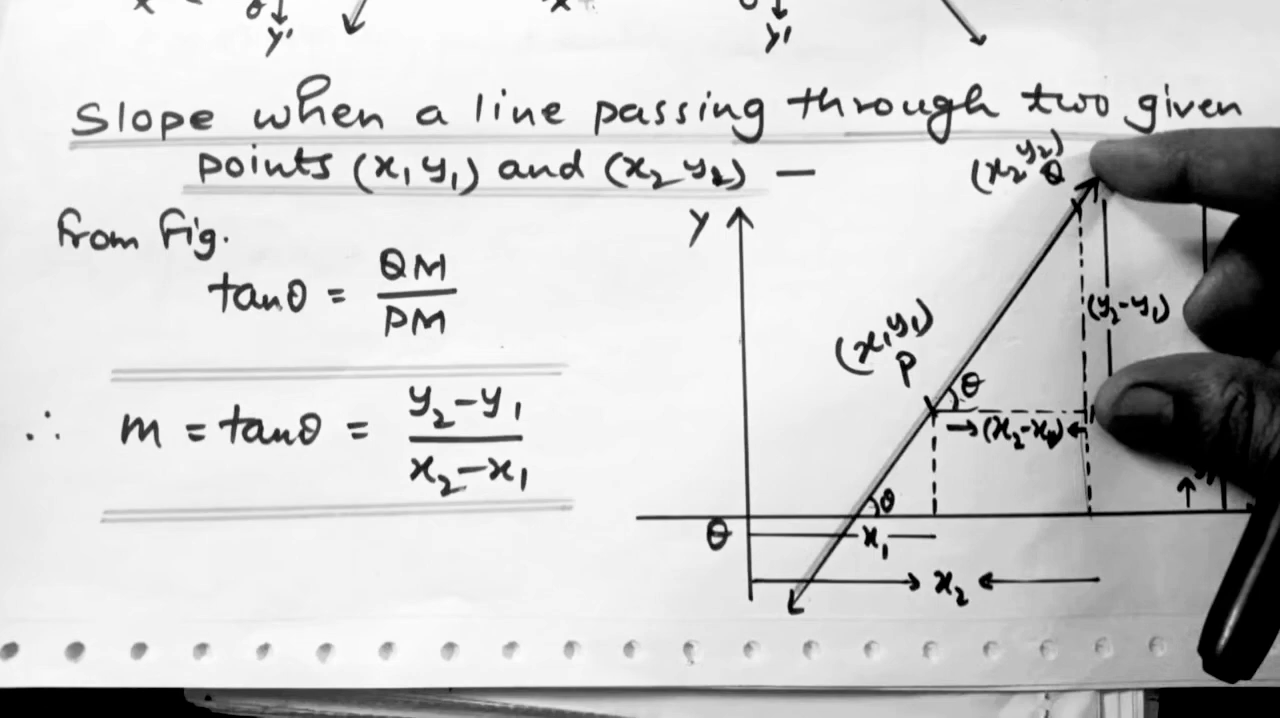 x θ y' x θ y'
Slope when a line passing through two given
points (x₁ y₁) and (x₂ y₂) —
from fig.
tanθ = QM
PM
∴ m = tanθ = y₂-y₁
x₂-x₁
(x₂ y₂)
Q
Y
(y₂-y₁)
(x₁ y₁)
P
θ
(x₂-x₁)
θ
θ
x₁
x₂